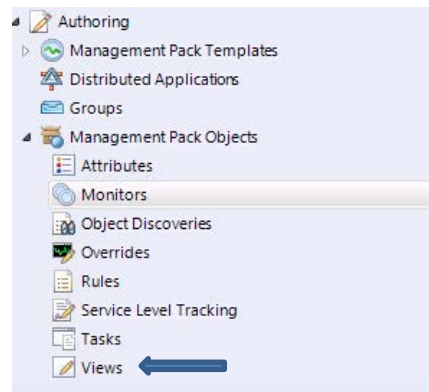 Authoring
Management Pack Templates
Distributed Applications
Groups
Management Pack Objects
Attributes
Monitors
Object Discoveries
Overrides
Rules
Service Level Tracking
Tasks
Views